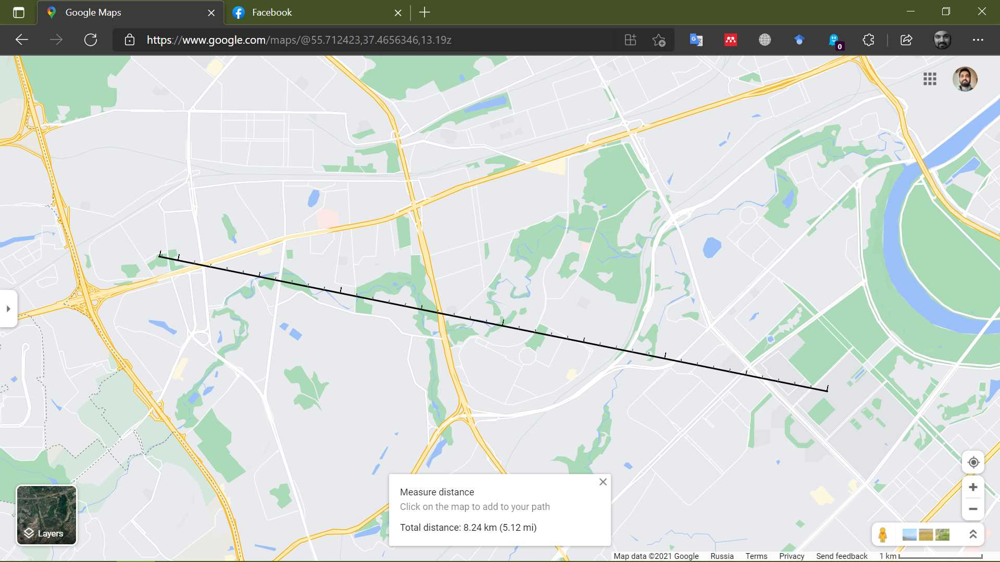 Google Maps
Facebook
https://www.google.com/maps/@55.712423,37.4656346,13.19z
0
Measure distance
Click on the map to add to your path
Total distance: 8.24 km (5.12 mi)
Layers
Map data ©2021 Google Russia Terms Privacy Send feedback 1 km